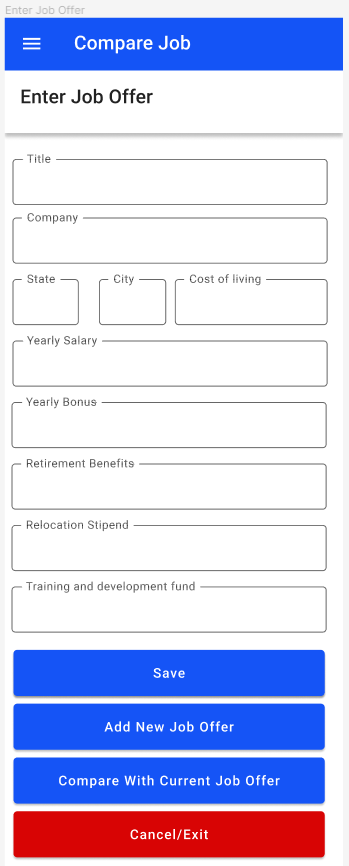 Enter Job Offer
Compare Job
Enter Job Offer
Title
Company
State City Cost of living
Yearly Salary
Yearly Bonus
Retirement Benefits
Relocation Stipend
Training and development fund
Save
Add New Job Offer
Compare With Current Job Offer
Cancel/Exit